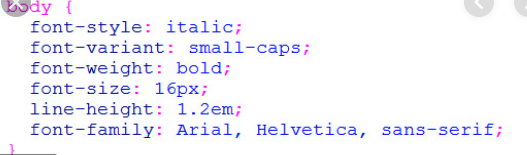 body {
font-style: italic;
font-variant: small-caps;
font-weight: bold;
font-size: 16px;
line-height: 1.2em;
font-family: Arial, Helvetica, sans-serif;
}